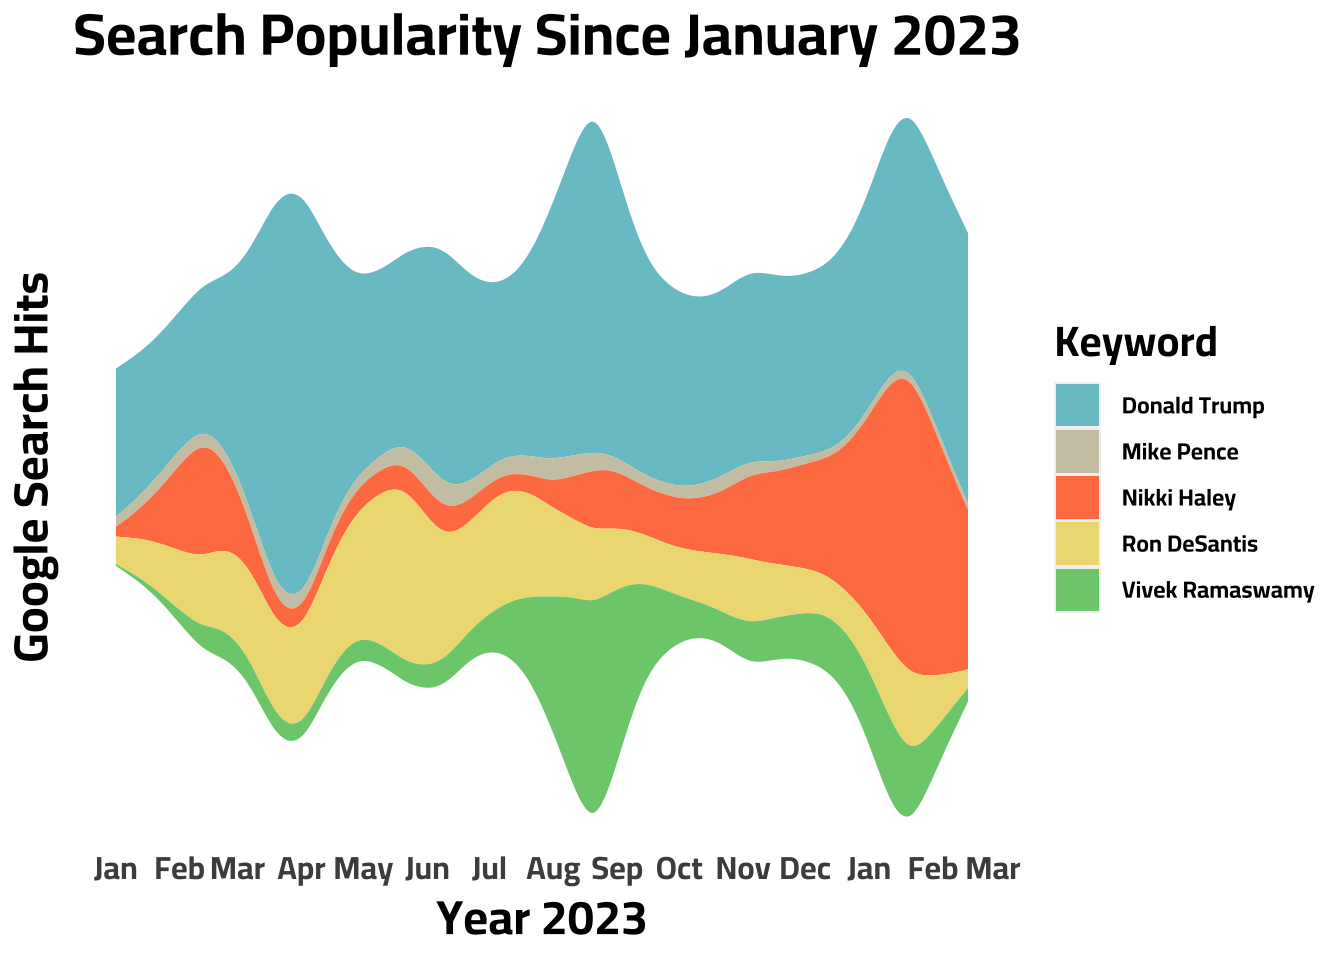 Search Popularity Since January 2023
Google Search Hits
Keyword
Donald Trump
Mike Pence
Nikki Haley
Ron DeSantis
Vivek Ramaswamy
Jan Feb Mar Apr May Jun Jul Aug Sep Oct Nov Dec Jan Feb Mar
Year 2023